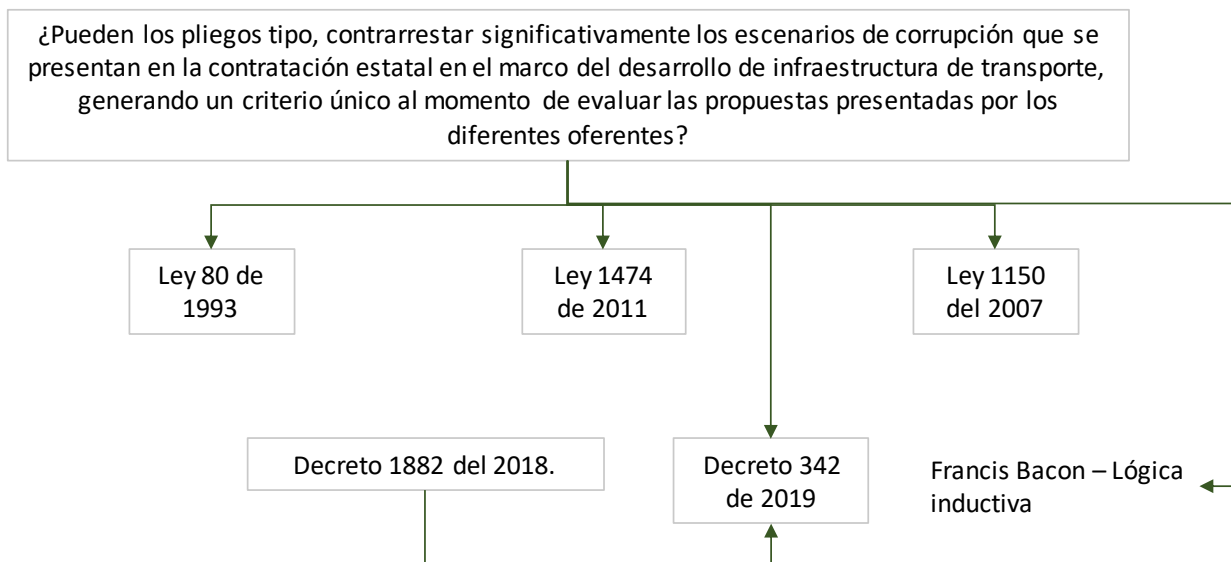 ¿Pueden los pliegos tipo, contrarrestar significativamente los escenarios de corrupción que se
presentan en la contratación estatal en el marco del desarrollo de infraestructura de transporte,
generando un criterio único al momento de evaluar las propuestas presentadas por los
diferentes oferentes?
Ley 80 de
1993
Ley 1474
de 2011
Ley 1150
del 2007
Decreto 1882 del 2018.
Decreto 342
de 2019
Francis Bacon – Lógica
inductiva